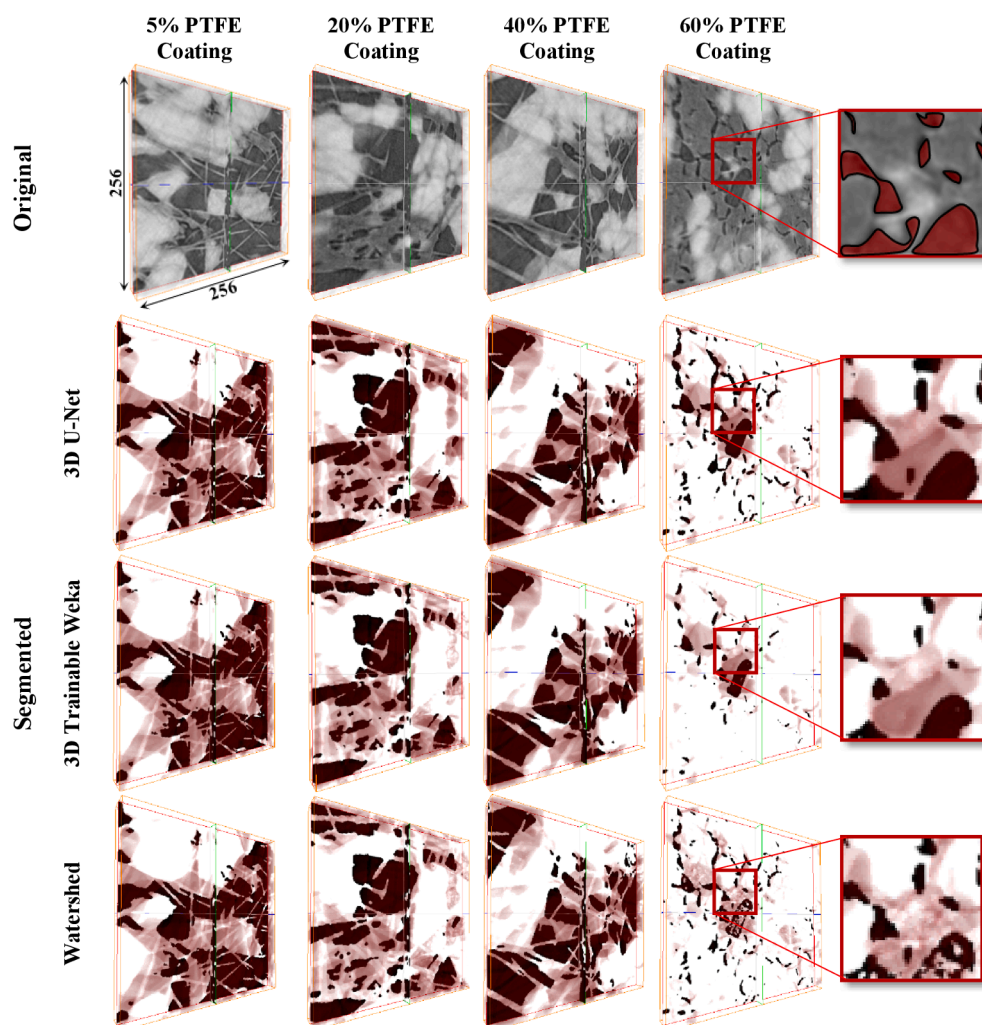 5% PTFE
Coating
20% PTFE
Coating
40% PTFE
Coating
60% PTFE
Coating
Original
256
256
Segmented
3D U-Net
3D Trainable Weka
Watershed